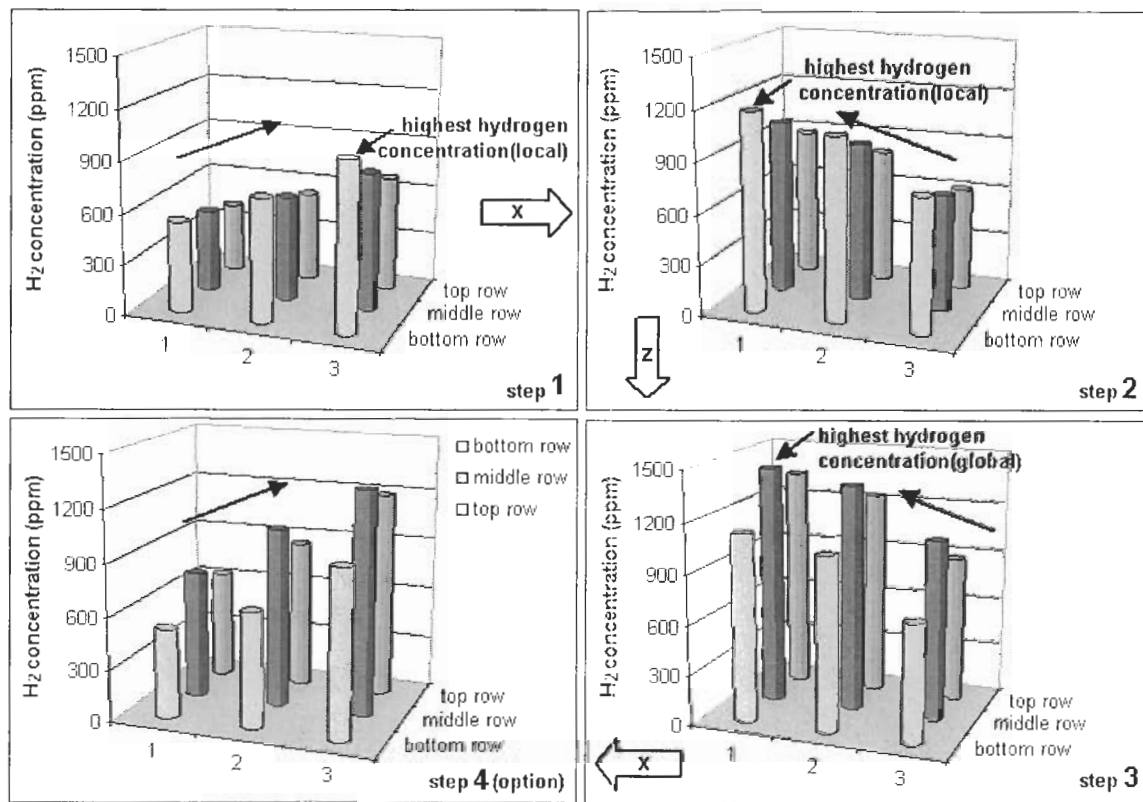 1500
1200
900
600
300
0
H2 concentration (ppm)
highest hydrogen
concentration(local)
1
2
3
top row
middle row
bottom row
step 1
X
1500
1200
900
600
300
0
H2 concentration (ppm)
highest hydrogen
concentration(local)
1
2
3
top row
middle row
bottom row
step 2
Z
1500
1200
900
600
300
0
H2 concentration (ppm)
bottom row
middle row
top row
1
2
3
top row
middle row
bottom row
step 4 (option)
X
1500
1200
900
600
300
0
H2 concentration (ppm)
highest hydrogen
concentration(global)
1
2
3
top row
middle row
bottom row
step 3